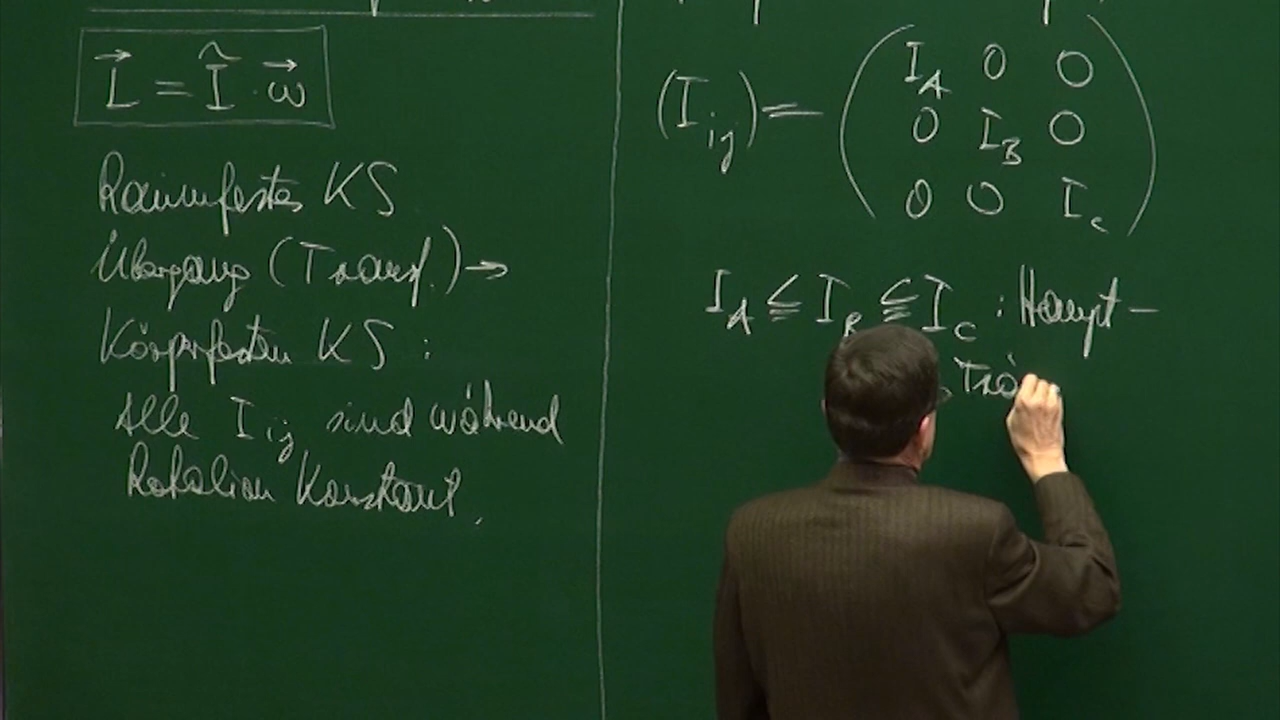 L⃗ = Ĩ · ω⃗
Raumfestes KS
Übergang (Transf.) →
Körperfesten KS :
Alle I_ij sind während
Rotation Konstant.
(I_ij) =
I_A 0 0
0 I_B 0
0 0 I_C
I_A ≦ I_B ≦ I_C : Haupt-
Trä